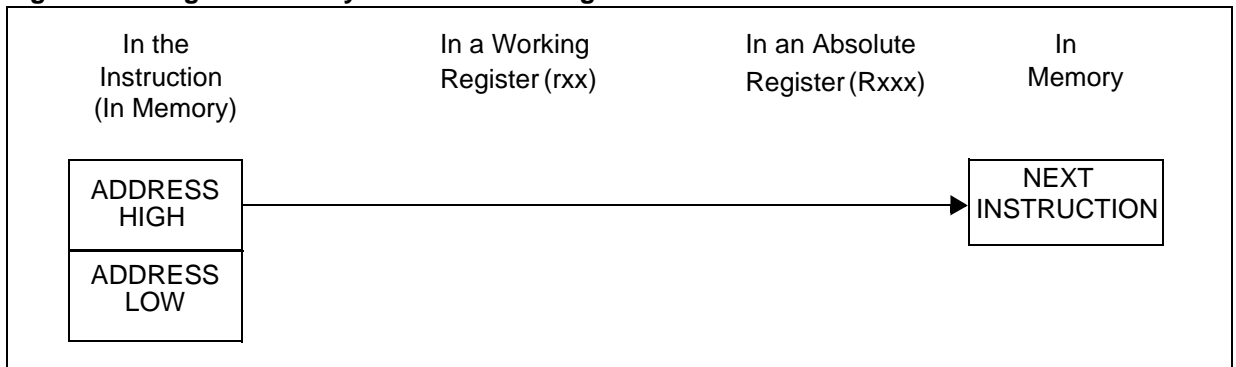 In the
Instruction
(In Memory)
In a Working
Register (rxx)
In an Absolute
Register (Rxxx)
In
Memory
ADDRESS
HIGH
ADDRESS
LOW
NEXT
INSTRUCTION